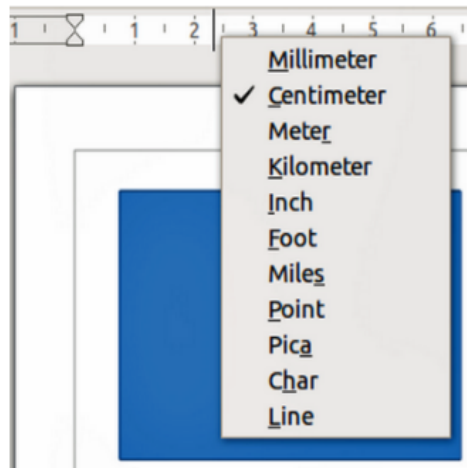 1 1 2 3 4 5 6
Millimeter
✓ Centimeter
Meter
Kilometer
Inch
Foot
Miles
Point
Pica
Char
Line